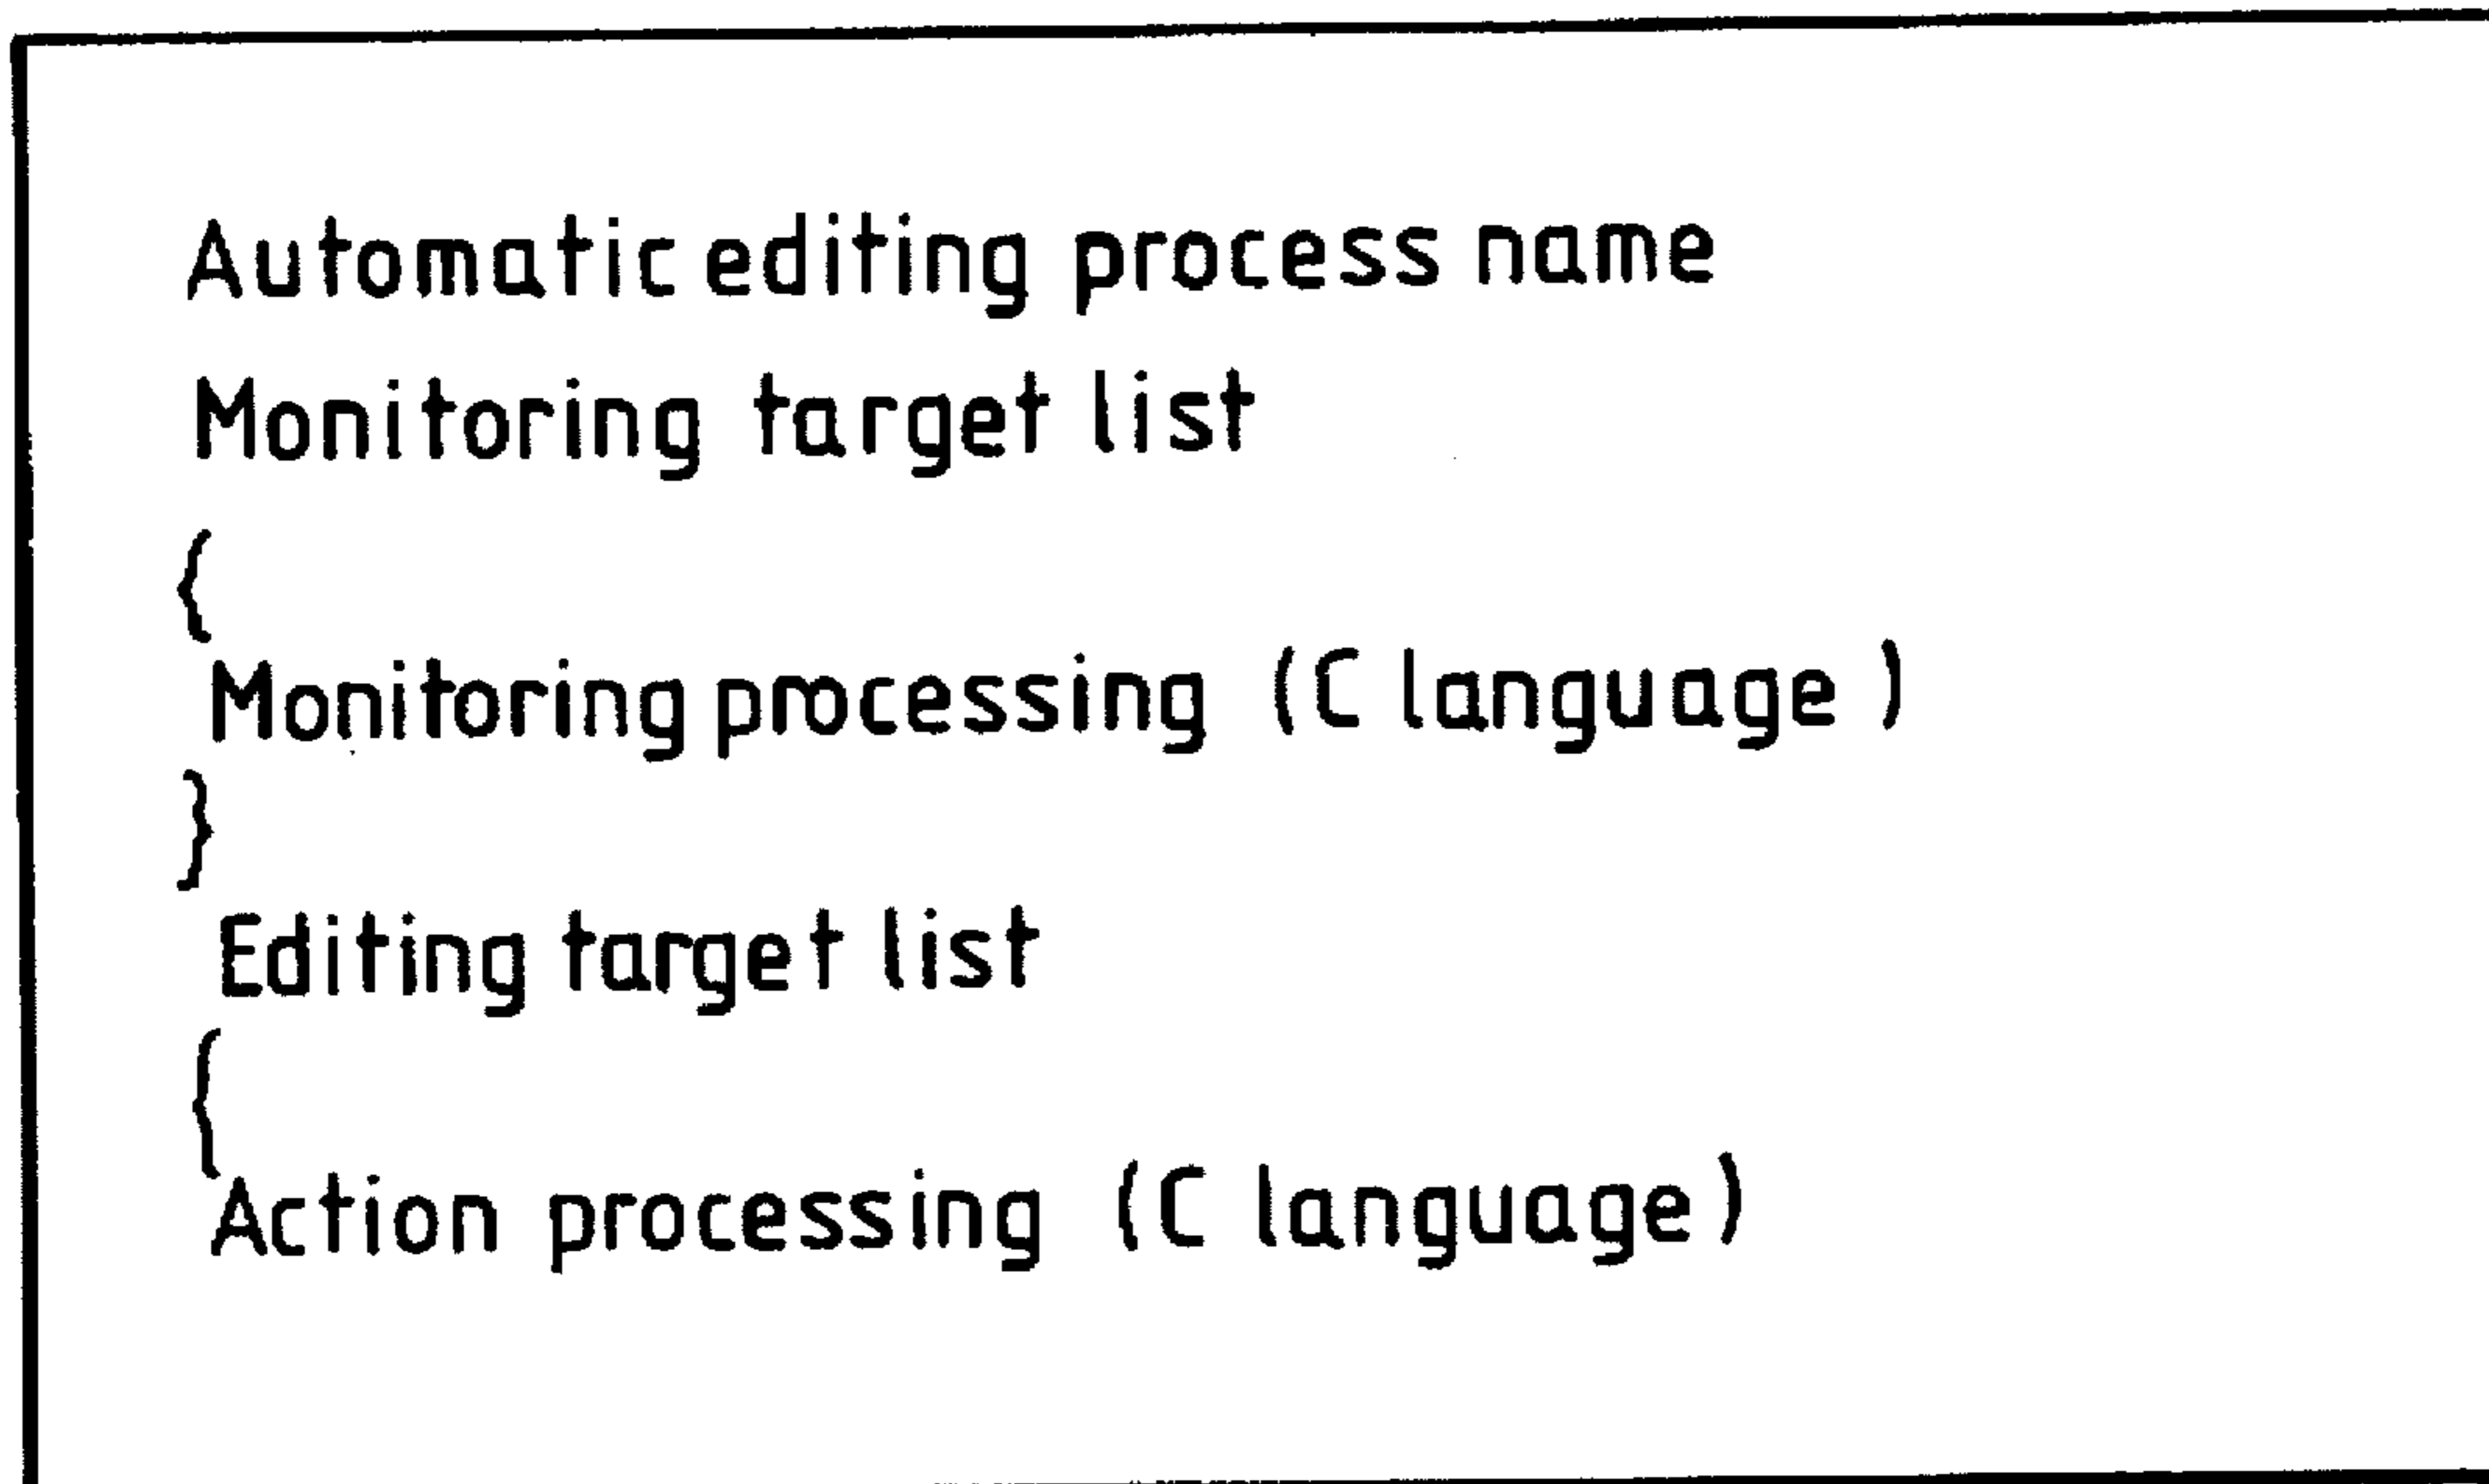 Automatic editing process name
Monitoring target list
{
Monitoring processing (C language)
}
Editing target list
{
Action processing (C language)